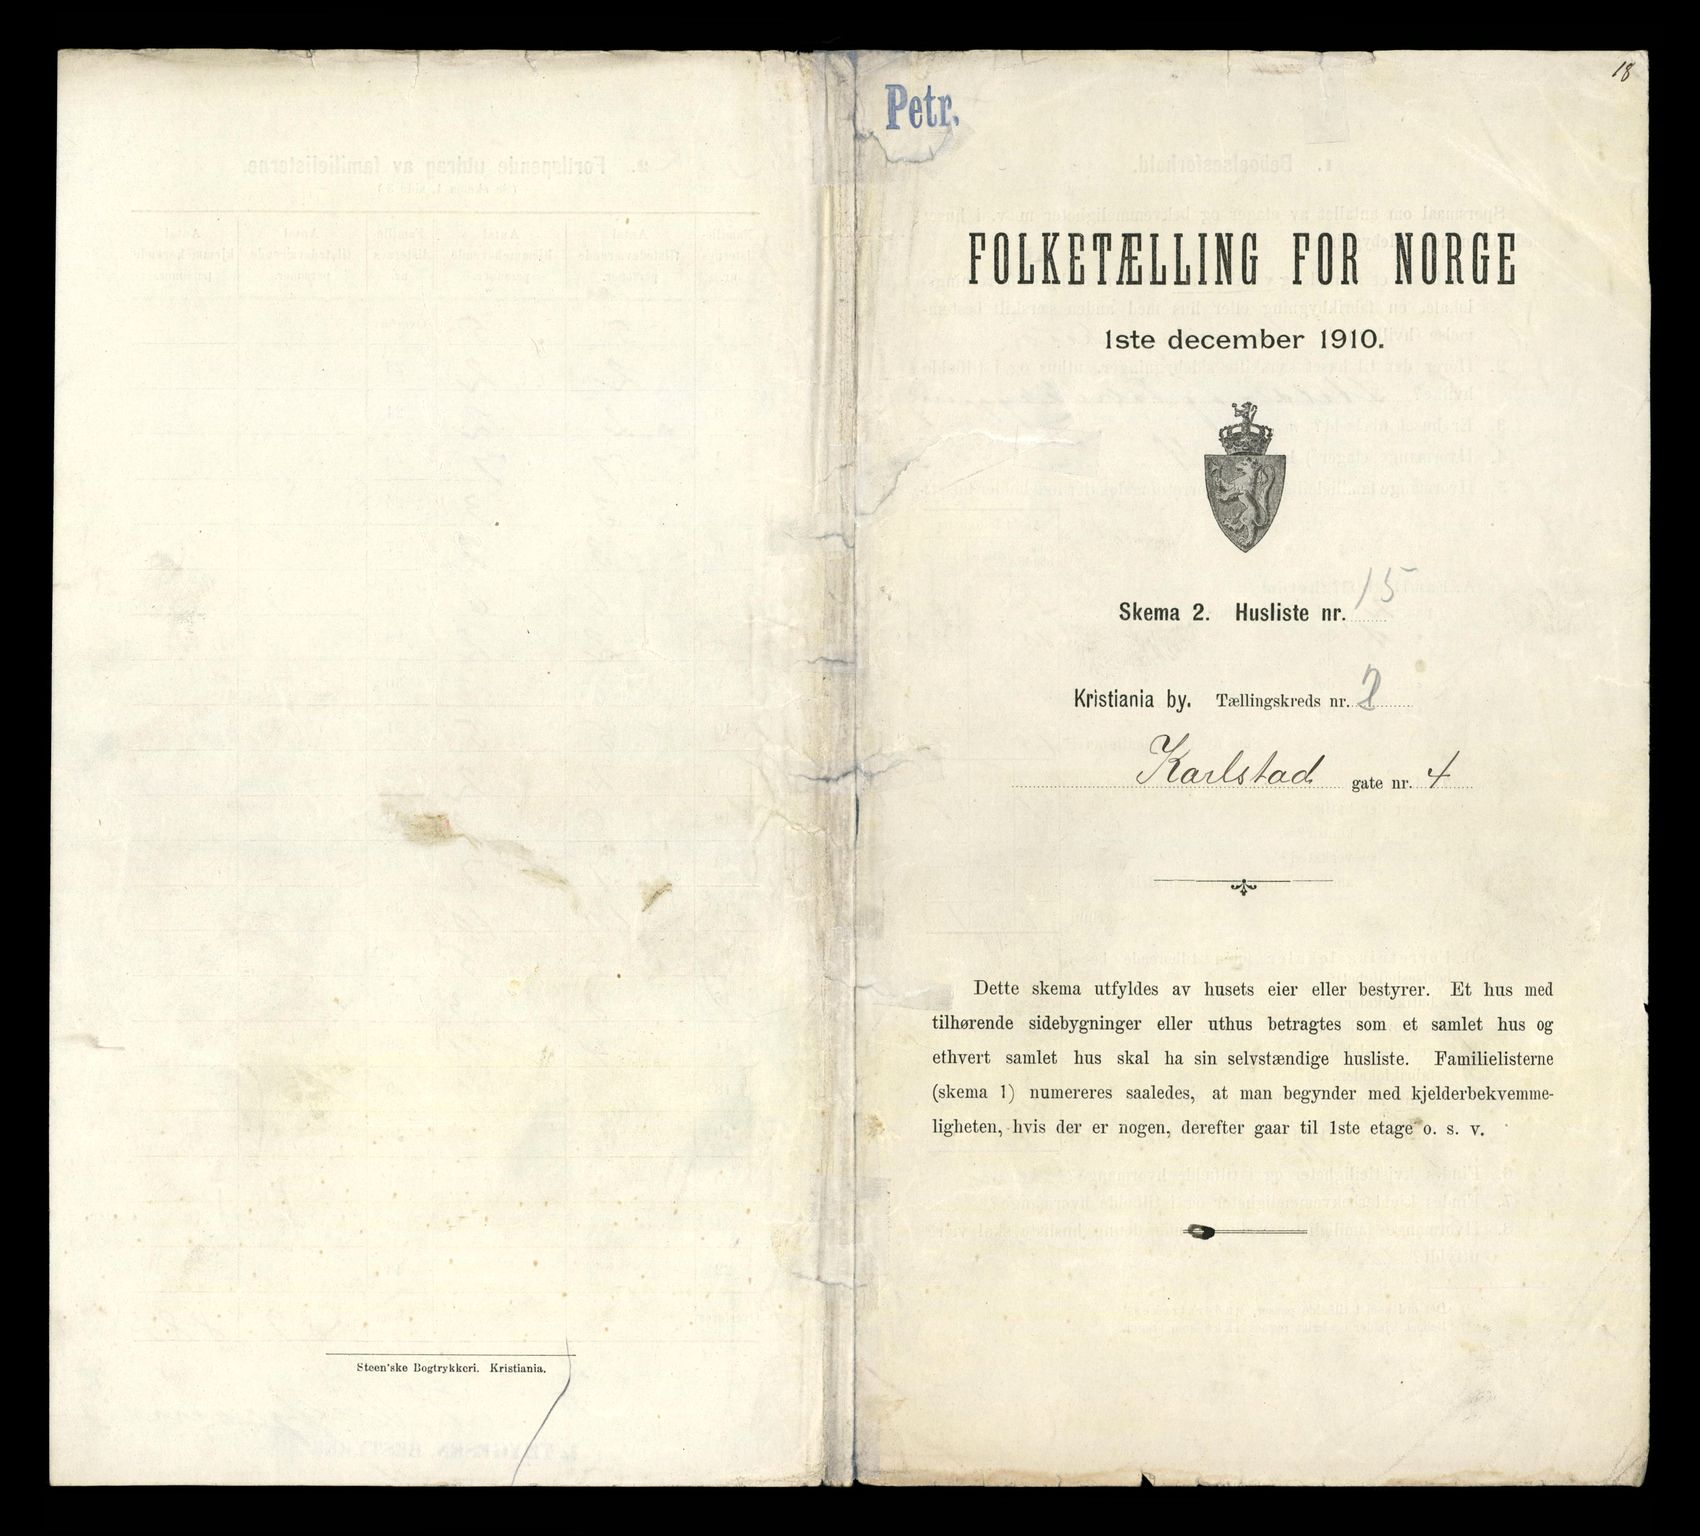 Steen'ske Bogtrykkeri. Kristiania.
18
Petr.
FOLKETÆLLING FOR NORGE
1ste december 1910.
Skema 2. Husliste nr. 15
Kristiania by. Tællingskreds nr. 2
Karlstad gate nr. 4
Dette skema utfyldes av husets eier eller bestyrer. Et hus med
tilhørende sidebygninger eller uthus betragtes som et samlet hus og
ethvert samlet hus skal ha sin selvstændige husliste. Familielisterne
(skema 1) numereres saaledes, at man begynder med kjelderbekvemme-
ligheten, hvis der er nogen, derefter gaar til 1ste etage o. s. v.